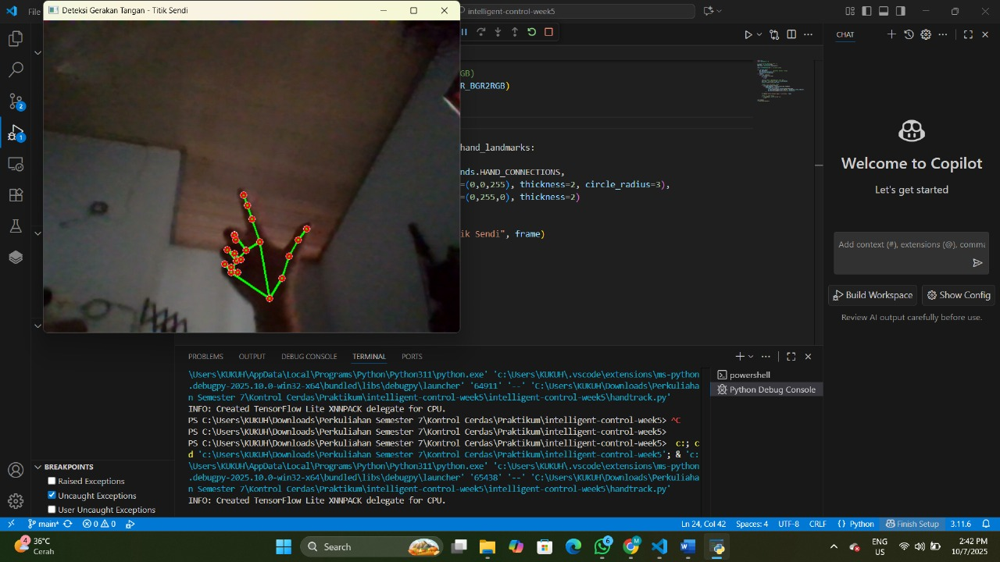 File
Deteksi Gerakan Tangan - Titik Sendi
intelligent-control-week5
CHAT
GB)
R_BGR2RGB)
hand_landmarks:
nds.HAND_CONNECTIONS,
=(0,0,255), thickness=2, circle_radius=3),
=(0,255,0), thickness=2)
ik Sendi", frame)
2
1
Welcome to Copilot
Let's get started
Add context (#), extensions (@), comma
Build Workspace
Show Config
Review AI output carefully before use.
PROBLEMS
OUTPUT
DEBUG CONSOLE
TERMINAL
PORTS
\Users\KUKUH\AppData\Local\Programs\Python\Python311\python.exe' 'c:\Users\KUKUH\.vscode\extensions\ms-python
.debugpy-2025.10.0-win32-x64\bundled\libs\debugpy\launcher' '64911' '--' 'C:\Users\KUKUH\Downloads\Perkuliaha
n Semester 7\Kontrol Cerdas\Praktikum\intelligent-control-week5\intelligent-control-week5\handtrack.py'
INFO: Created TensorFlow Lite XNNPACK delegate for CPU.
PS C:\Users\KUKUH\Downloads\Perkuliahan Semester 7\Kontrol Cerdas\Praktikum\intelligent-control-week5> ^C
PS C:\Users\KUKUH\Downloads\Perkuliahan Semester 7\Kontrol Cerdas\Praktikum\intelligent-control-week5>
PS C:\Users\KUKUH\Downloads\Perkuliahan Semester 7\Kontrol Cerdas\Praktikum\intelligent-control-week5>  c:; c
d 'c:\Users\KUKUH\Downloads\Perkuliahan Semester 7\Kontrol Cerdas\Praktikum\intelligent-control-week5'; & 'c:
\Users\KUKUH\AppData\Local\Programs\Python\Python311\python.exe' 'c:\Users\KUKUH\.vscode\extensions\ms-python
.debugpy-2025.10.0-win32-x64\bundled\libs\debugpy\launcher' '65438' '--' 'C:\Users\KUKUH\Downloads\Perkuliaha
n Semester 7\Kontrol Cerdas\Praktikum\intelligent-control-week5\intelligent-control-week5\handtrack.py'
INFO: Created TensorFlow Lite XNNPACK delegate for CPU.
powershell
Python Debug Console
BREAKPOINTS
Raised Exceptions
Uncaught Exceptions
User Uncaught Exceptions
main*
0
0
Ln 24, Col 42
Spaces: 4
UTF-8
CRLF
{ } Python
Finish Setup
3.11.6
4
36°C
Cerah
Search
6
M
ENG
US
2:42 PM
10/7/2025